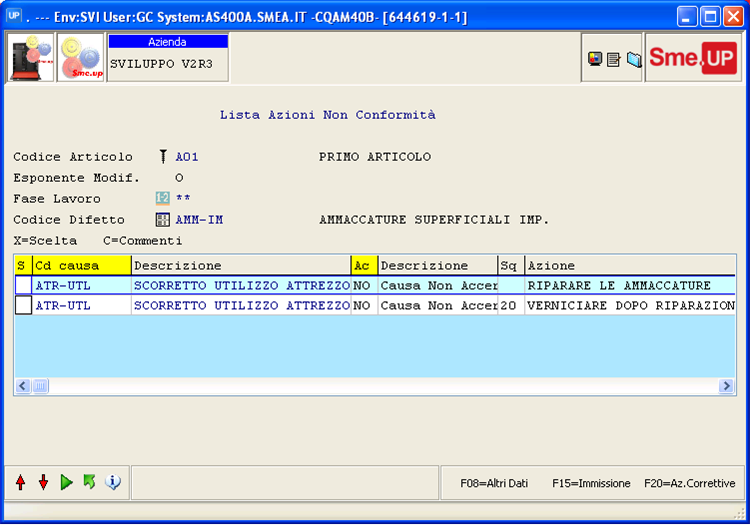 UP . --- Env:SVI User:GC System:AS400A.SMEA.IT -CQAM40B- [644619-1-1]
Sme.up
Azienda
SVILUPPO V2R3
Sme.UP
Lista Azioni Non Conformità
Codice Articolo A01 PRIMO ARTICOLO
Esponente Modif. O
Fase Lavoro **
Codice Difetto AMM-IM AMMACCATURE SUPERFICIALI IMP.
X=Scelta C=Commenti
S Cd causa Descrizione Ac Descrizione Sq Azione
ATR-UTL SCORRETTO UTILIZZO ATTREZZO NO Causa Non Accer RIPARARE LE AMMACCATURE
ATR-UTL SCORRETTO UTILIZZO ATTREZZO NO Causa Non Accer 20 VERNICIARE DOPO RIPARAZION
F08=Altri Dati F15=Immissione F20=Az.Correttive